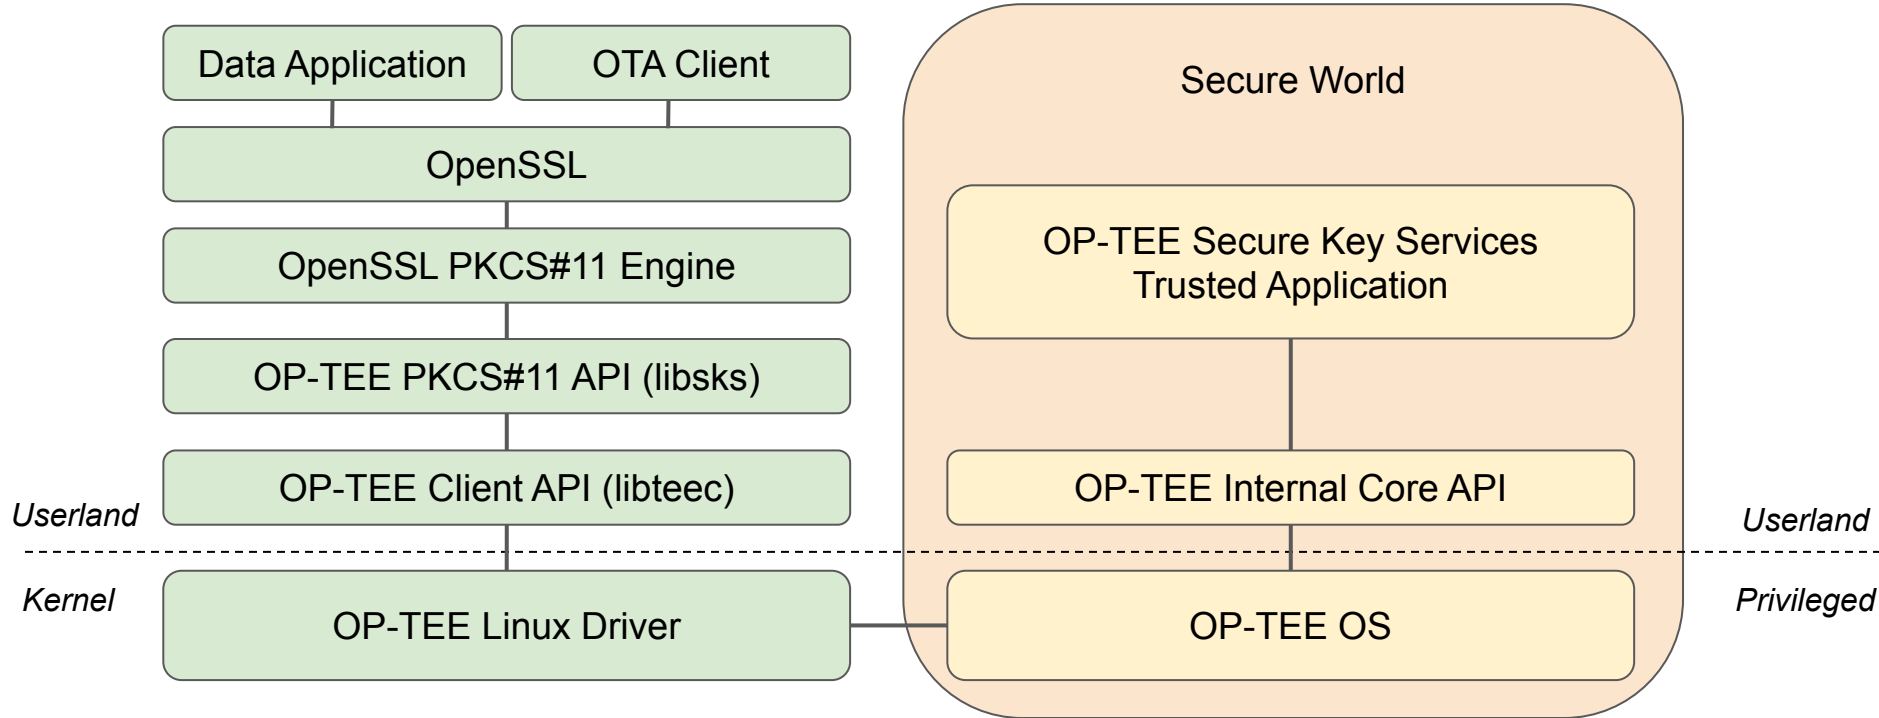 Data Application
OTA Client
OpenSSL
OpenSSL PKCS#11 Engine
OP-TEE PKCS#11 API (libsks)
OP-TEE Client API (libteec)
Userland
Kernel
OP-TEE Linux Driver
Secure World
OP-TEE Secure Key Services
Trusted Application
OP-TEE Internal Core API
Userland
Privileged
OP-TEE OS